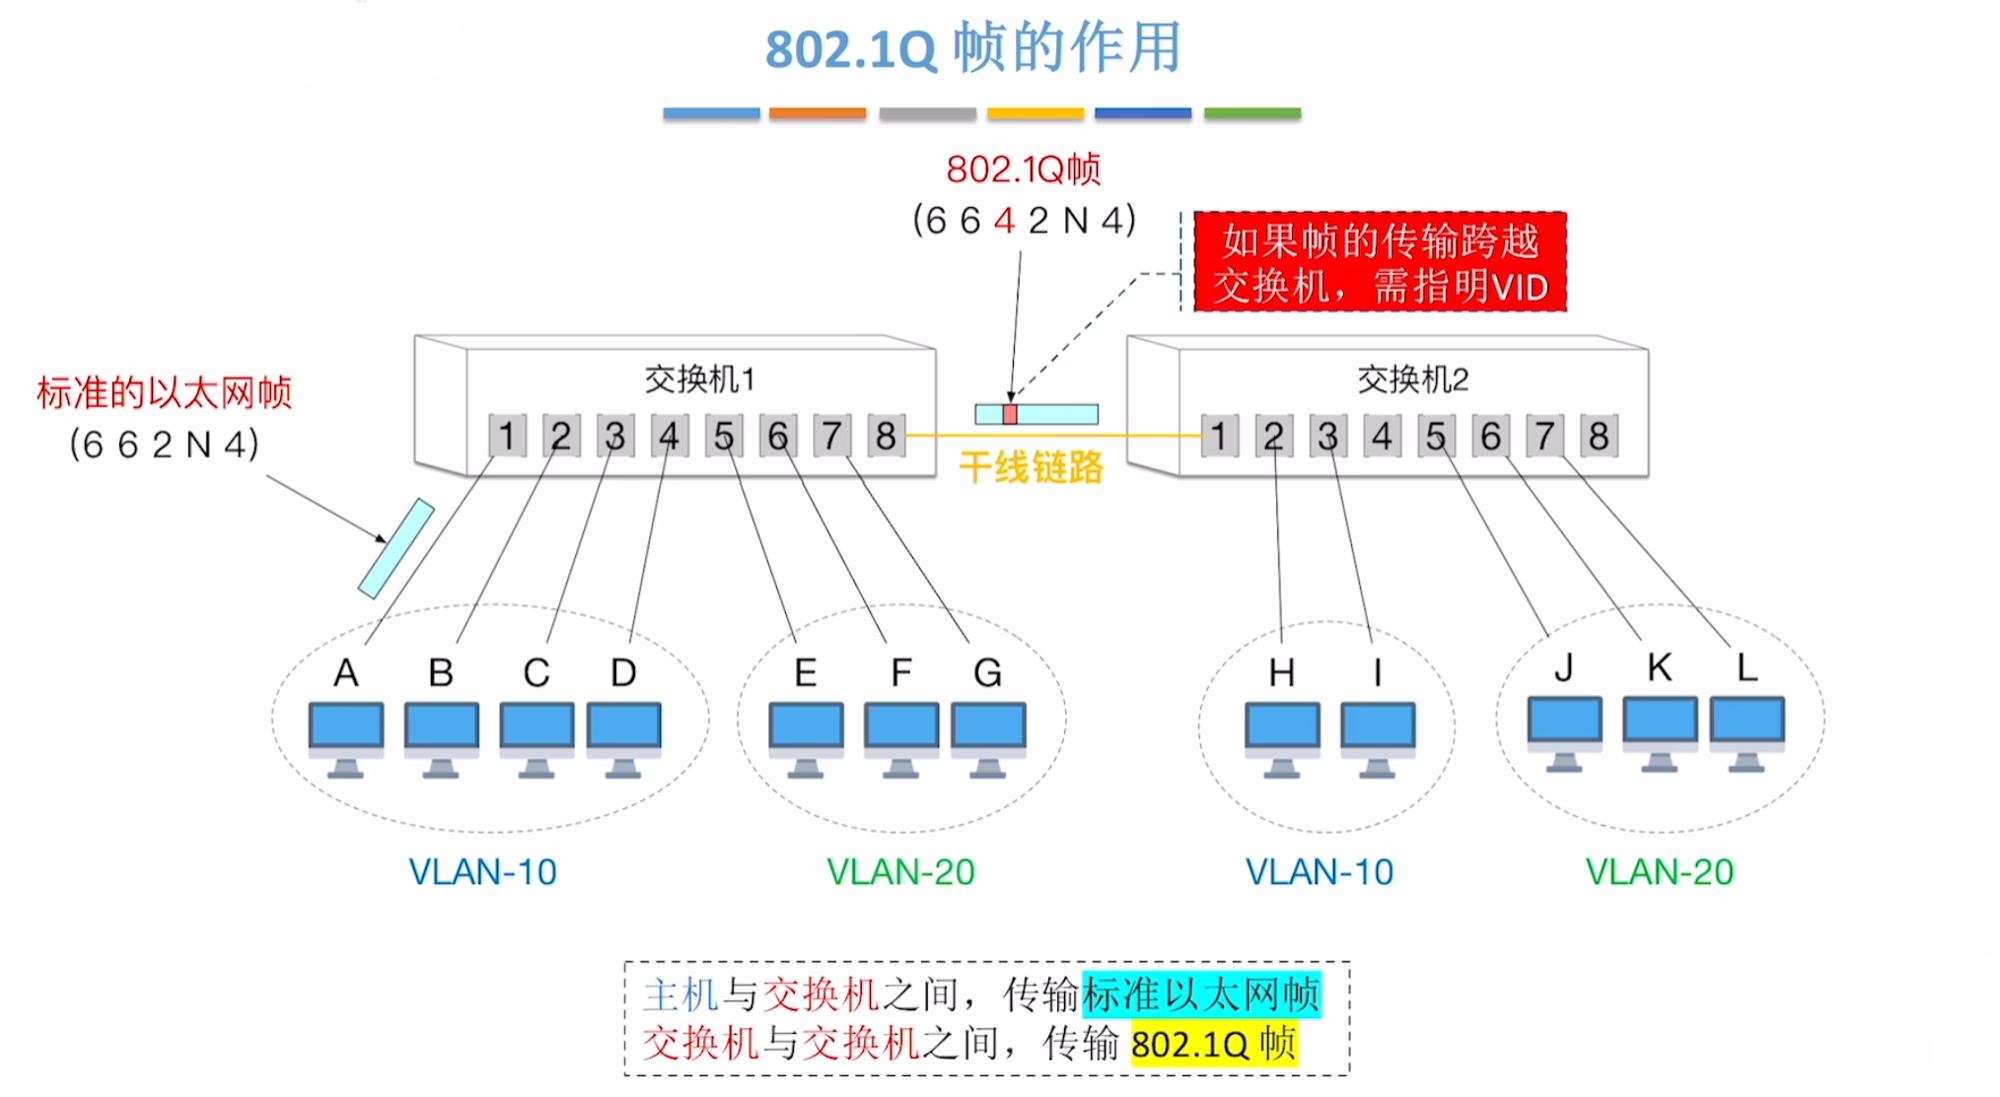 802.1Q 帧的作用
802.1Q帧
(6 6 4 2 N 4)
如果帧的传输跨越
交换机，需指明VID
标准的以太网帧
(6 6 2 N 4)
交换机1
1 2 3 4 5 6 7 8
干线链路
交换机2
1 2 3 4 5 6 7 8
A B C D
E F G
H I
J K L
VLAN-10
VLAN-20
VLAN-10
VLAN-20
主机与交换机之间，传输标准以太网帧
交换机与交换机之间，传输 802.1Q 帧